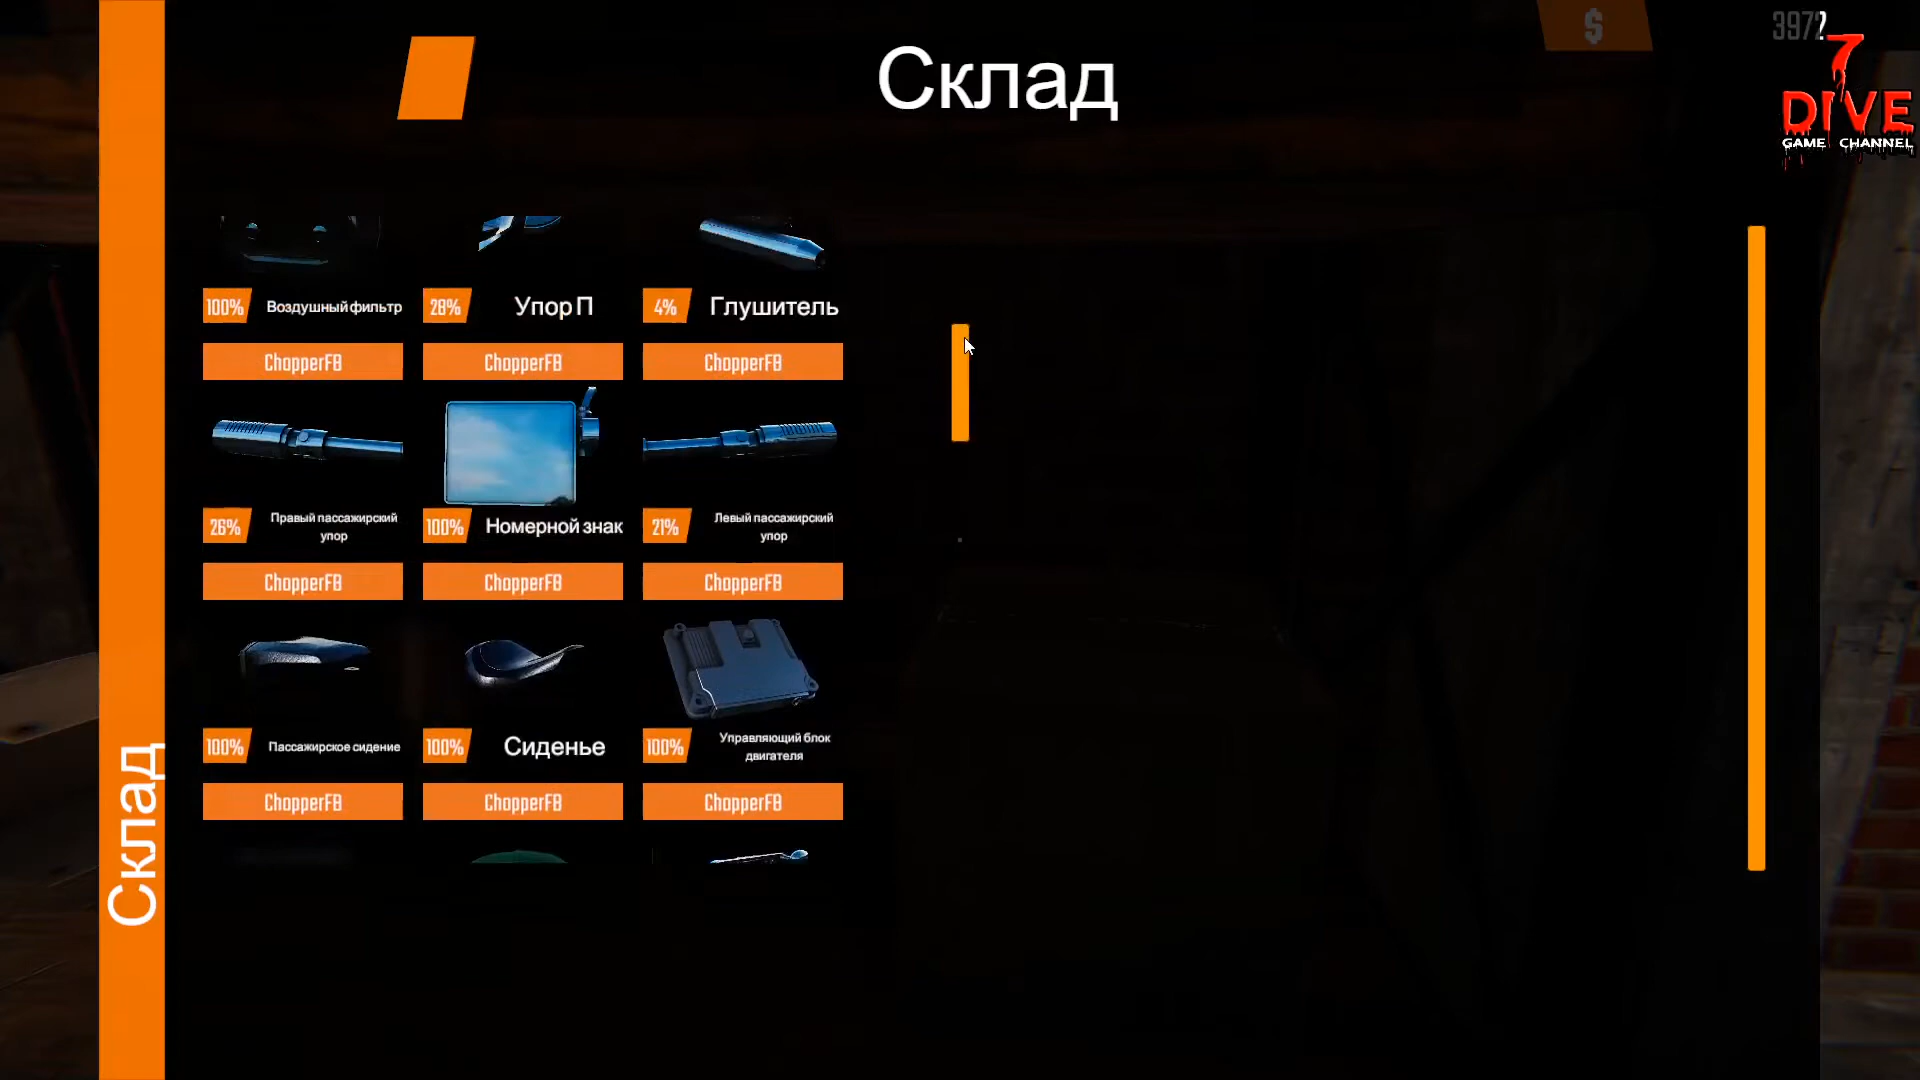 $
3972
Склад
7
DIVE
GAME CHANNEL
100% Воздушный фильтр
28% Упор П
4% Глушитель
ChopperFB
ChopperFB
ChopperFB
26% Правый пассажирский
упор
100% Номерной знак
21% Левый пассажирский
упор
ChopperFB
ChopperFB
ChopperFB
100% Пассажирское сидение
100% Сиденье
100% Управляющий блок
двигателя
ChopperFB
ChopperFB
ChopperFB
Склад